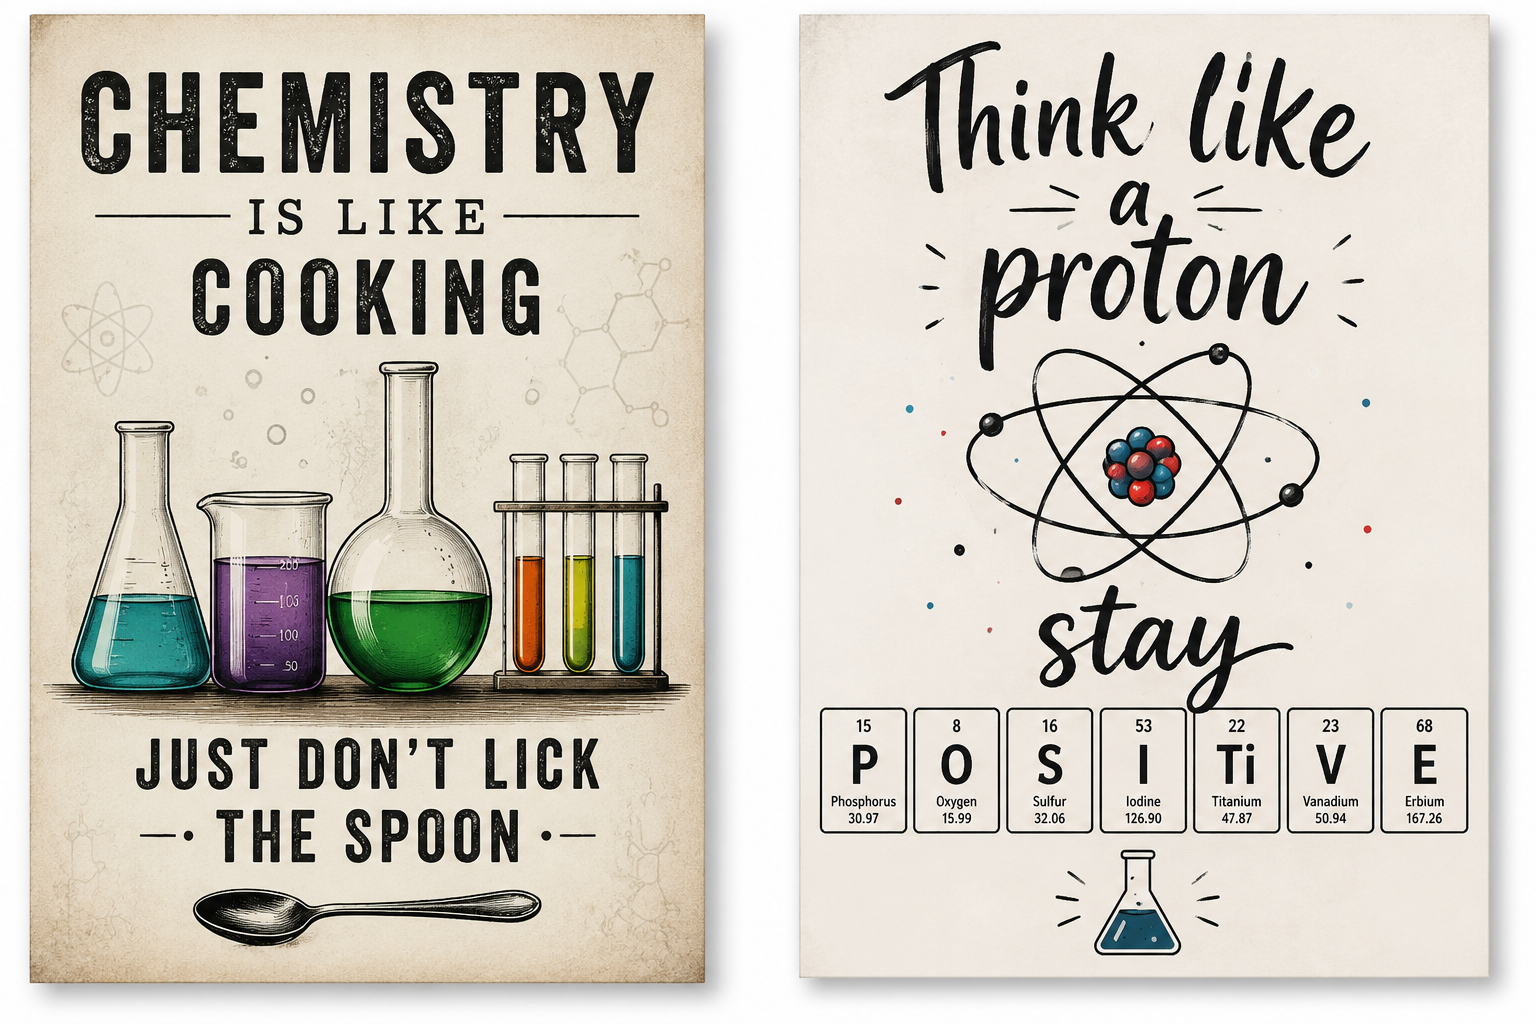 CHEMISTRY
IS LIKE
COOKING
200
100
50
JUST DON'T LICK
THE SPOON
Think like
a
proton
stay
15 8 16 53 22 23 68
P O S I Ti V E
Phosphorus Oxygen Sulfur Iodine Titanium Vanadium Erbium
30.97 15.99 32.06 126.90 47.87 50.94 167.26